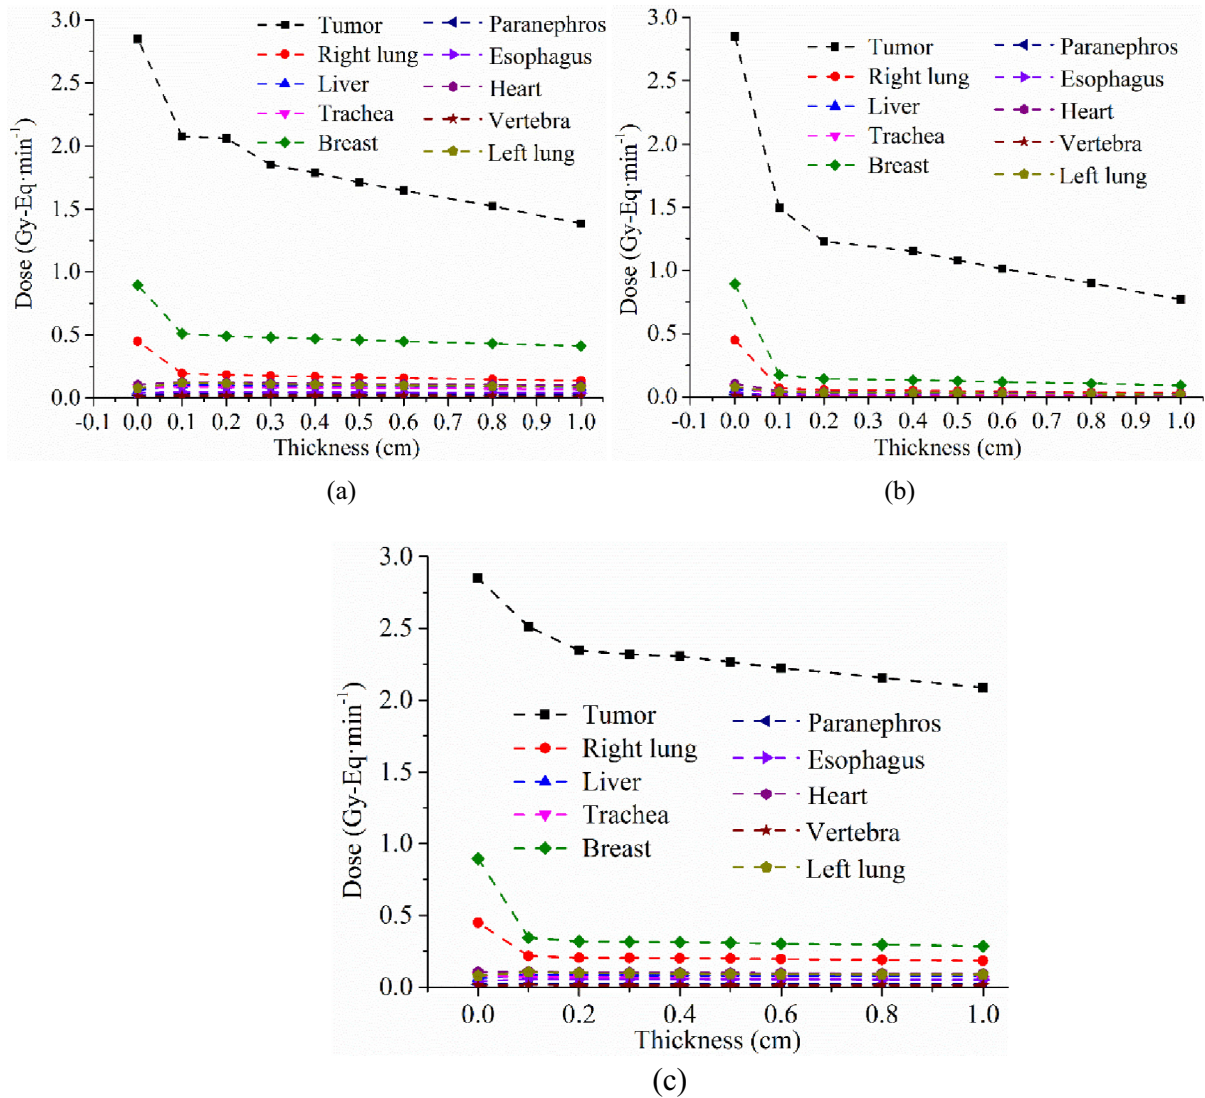 3.0
2.5
2.0
1.5
1.0
0.5
0.0
Dose (Gy-Eq·min⁻¹)
Tumor
Right lung
Liver
Trachea
Breast
Paranephros
Esophagus
Heart
Vertebra
Left lung
-0.1 0.0 0.1 0.2 0.3 0.4 0.5 0.6 0.7 0.8 0.9 1.0
Thickness (cm)
(a)
3.0
2.5
2.0
1.5
1.0
0.5
0.0
Dose (Gy-Eq·min⁻¹)
Tumor
Right lung
Liver
Trachea
Breast
Paranephros
Esophagus
Heart
Vertebra
Left lung
-0.1 0.0 0.1 0.2 0.3 0.4 0.5 0.6 0.7 0.8 0.9 1.0
Thickness (cm)
(b)
3.0
2.5
2.0
1.5
1.0
0.5
0.0
Dose (Gy-Eq·min⁻¹)
Tumor
Right lung
Liver
Trachea
Breast
Paranephros
Esophagus
Heart
Vertebra
Left lung
0.0 0.2 0.4 0.6 0.8 1.0
Thickness (cm)
(c)